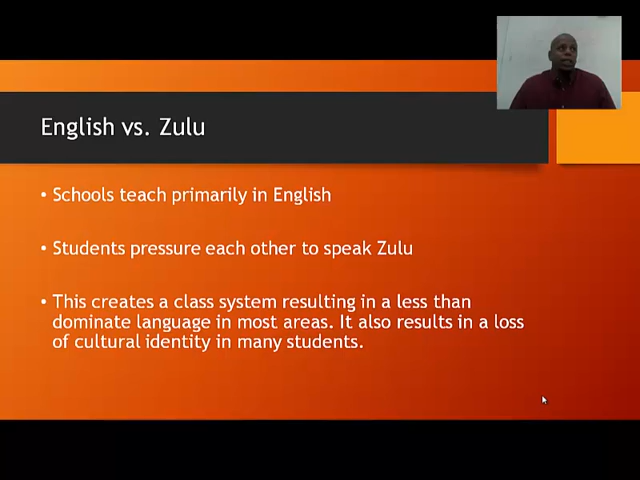 English vs. Zulu
• Schools teach primarily in English
• Students pressure each other to speak Zulu
• This creates a class system resulting in a less than
dominate language in most areas. It also results in a loss
of cultural identity in many students.